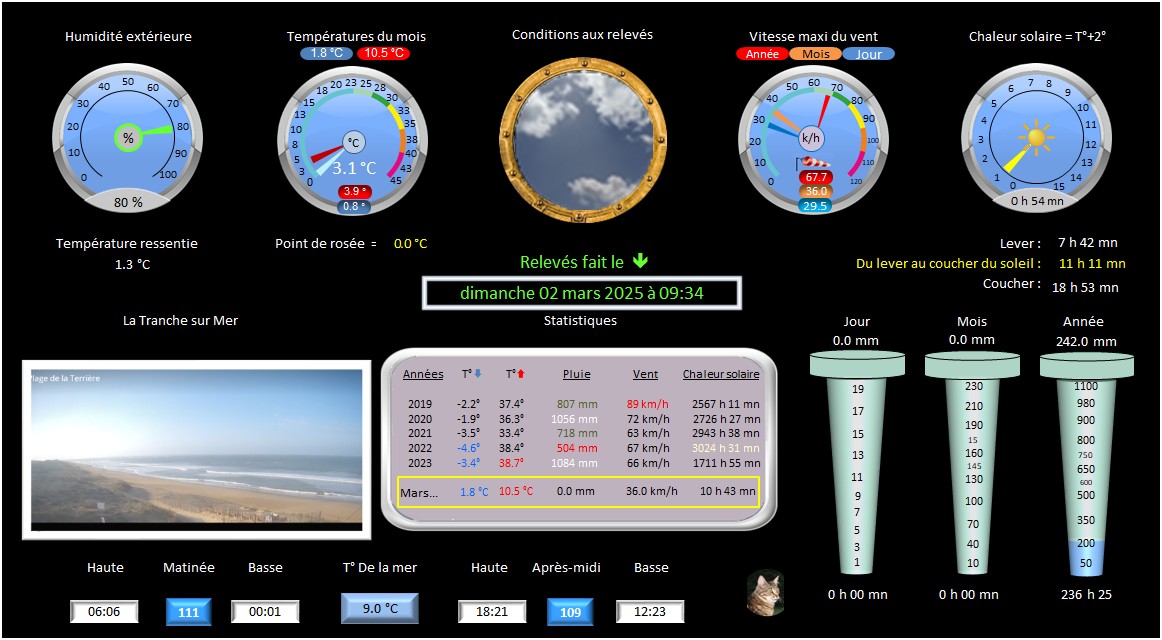 Humidité extérieure
Températures du mois
Conditions aux relevés
Vitesse maxi du vent
Chaleur solaire = T°+2°
1.8 °C 10.5 °C
Année Mois Jour
0 10 20 30 40 50 60 70 80 90 100
%
80 %
0 3 5 8 10 13 15 18 20 23 25 28 30 33 35 38 40 43 45
°C
3.1 °C
3.9 °
0.8 °
0 10 20 30 40 50 60 70 80 90 100 110 120
k/h
67.7
36.0
29.5
0 1 2 3 4 5 6 7 8 9 10 11 12 13 14 15
0 h 54 mn
Température ressentie
1.3 °C
Point de rosée = 0.0 °C
Lever : 7 h 42 mn
Du lever au coucher du soleil : 11 h 11 mn
Coucher : 18 h 53 mn
Relevés fait le
dimanche 02 mars 2025 à 09:34
La Tranche sur Mer
Statistiques
Plage de la Terrière
Années T° T° Pluie Vent Chaleur solaire
2019 -2.2° 37.4° 807 mm 89 km/h 2567 h 11 mn
2020 -1.9° 36.3° 1056 mm 72 km/h 2726 h 27 mn
2021 -3.5° 33.4° 718 mm 63 km/h 2943 h 38 mn
2022 -4.6° 38.4° 504 mm 67 km/h 3024 h 31 mn
2023 -3.4° 38.7° 1084 mm 66 km/h 1711 h 55 mn
Mars... 1.8 °C 10.5 °C 0.0 mm 36.0 km/h 10 h 43 mn
Jour Mois Année
0.0 mm 0.0 mm 242.0 mm
19 230 1100
17 210 980
15 190 900
15 800
13 160 750
145 650
11 130 600
9 100 500
7 70 350
5 40 200
3 10 50
1
0 h 00 mn 0 h 00 mn 236 h 25
Haute Matinée Basse T° De la mer Haute Après-midi Basse
06:06 111 00:01 9.0 °C 18:21 109 12:23